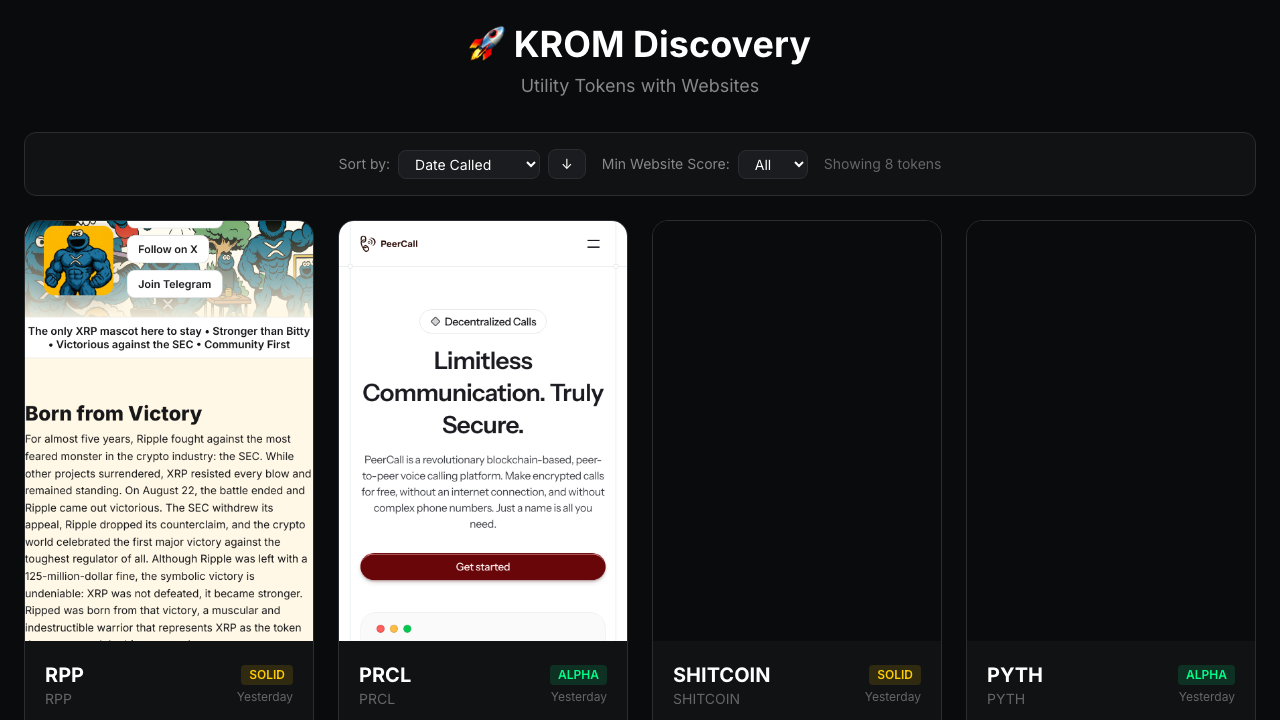 🚀 KROM Discovery
Utility Tokens with Websites
Sort by: Date Called ↓ Min Website Score: All Showing 8 tokens
Follow on X
Join Telegram
The only XRP mascot here to stay • Stronger than Bitty
• Victorious against the SEC • Community First
Born from Victory
For almost five years, Ripple fought against the most
feared monster in the crypto industry: the SEC. While
other projects surrendered, XRP resisted every blow and
remained standing. On August 22, the battle ended and
Ripple came out victorious. The SEC withdrew its
appeal, Ripple dropped its counterclaim, and the crypto
world celebrated the first major victory against the
toughest regulator of all. Although Ripple was left with a
125-million-dollar fine, the symbolic victory is
undeniable: XRP was not defeated, it became stronger.
Ripped was born from that victory, a muscular and
indestructible warrior that represents XRP as the token
RPP SOLID
RPP Yesterday
PeerCall
Decentralized Calls
Limitless
Communication. Truly
Secure.
PeerCall is a revolutionary blockchain-based, peer-
to-peer voice calling platform. Make encrypted calls
for free, without an internet connection, and without
complex phone numbers. Just a name is all you
need.
Get started
PRCL ALPHA
PRCL Yesterday
SHITCOIN SOLID
SHITCOIN Yesterday
PYTH ALPHA
PYTH Yesterday